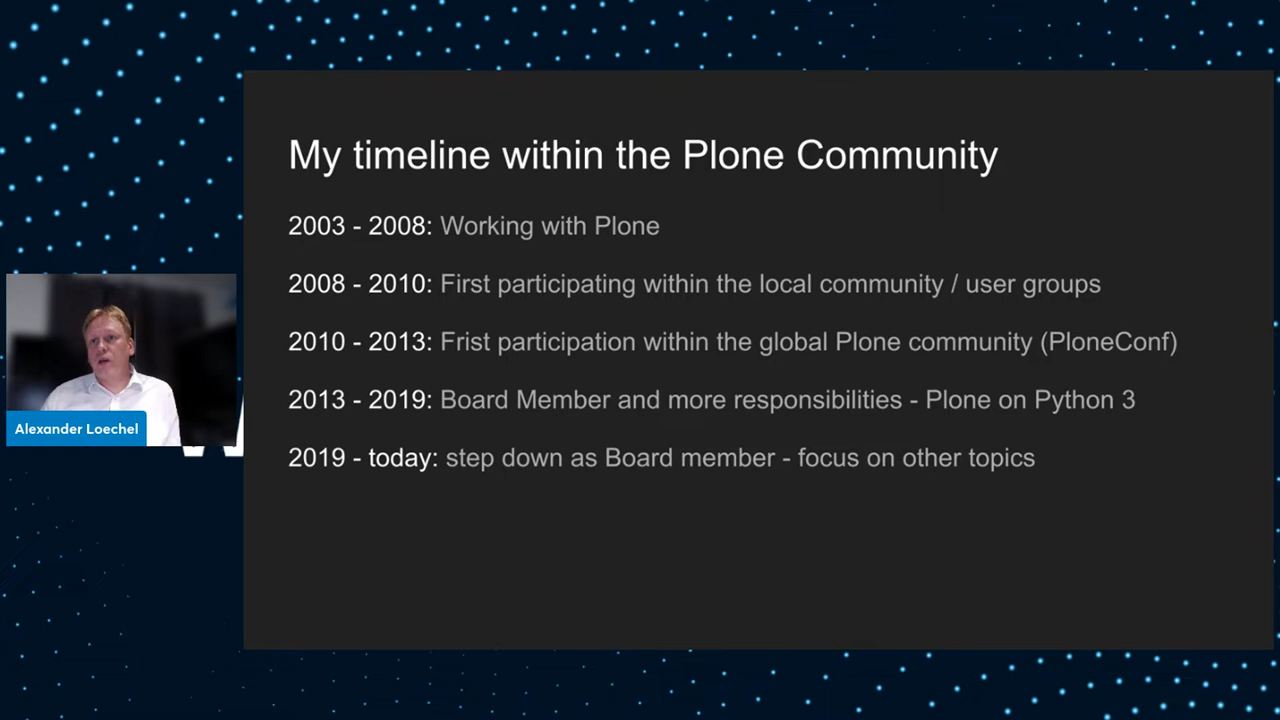 My timeline within the Plone Community
2003 - 2008: Working with Plone
2008 - 2010: First participating within the local community / user groups
2010 - 2013: Frist participation within the global Plone community (PloneConf)
2013 - 2019: Board Member and more responsibilities - Plone on Python 3
2019 - today: step down as Board member - focus on other topics
Alexander Loechel